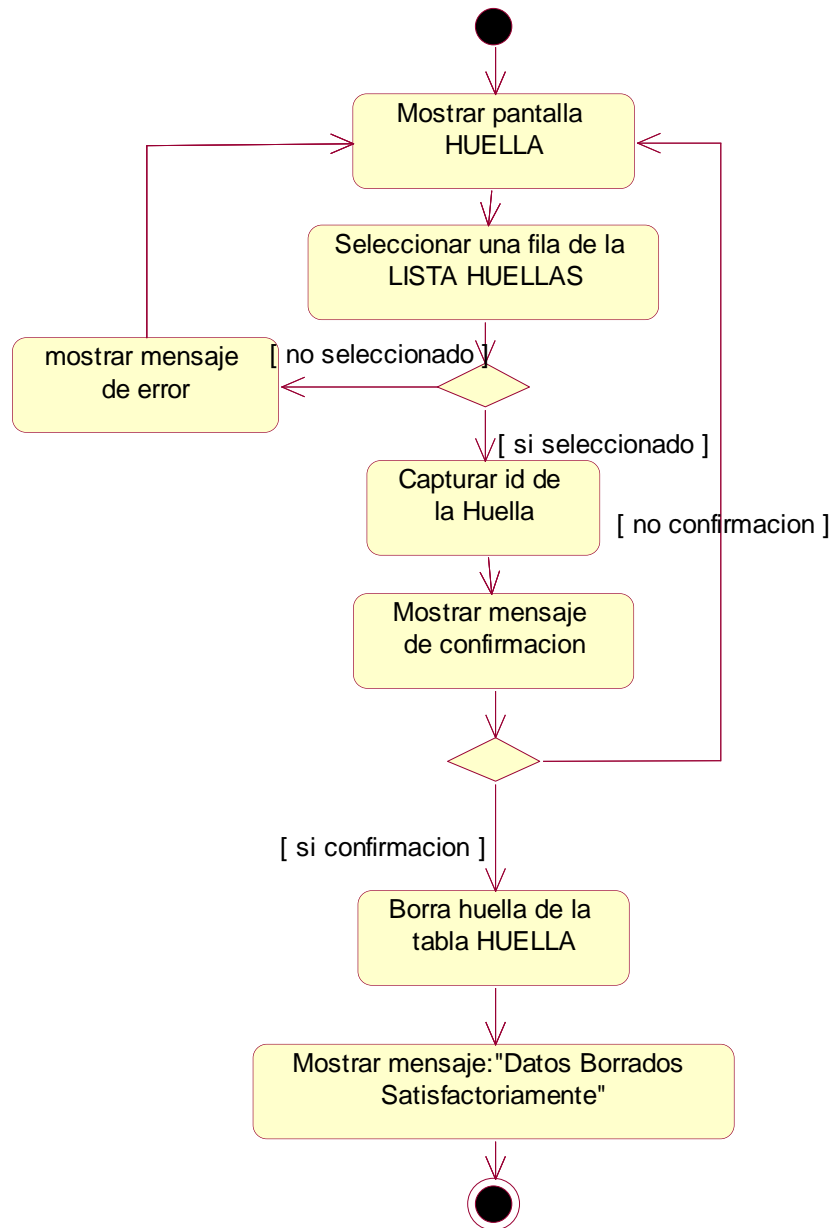 Mostrar pantalla
HUELLA
Seleccionar una fila de la
LISTA HUELLAS
mostrar mensaje
de error
[ no seleccionado ]
[ si seleccionado ]
Capturar id de
la Huella
[ no confirmacion ]
Mostrar mensaje
de confirmacion
[ si confirmacion ]
Borra huella de la
tabla HUELLA
Mostrar mensaje:"Datos Borrados
Satisfactoriamente"